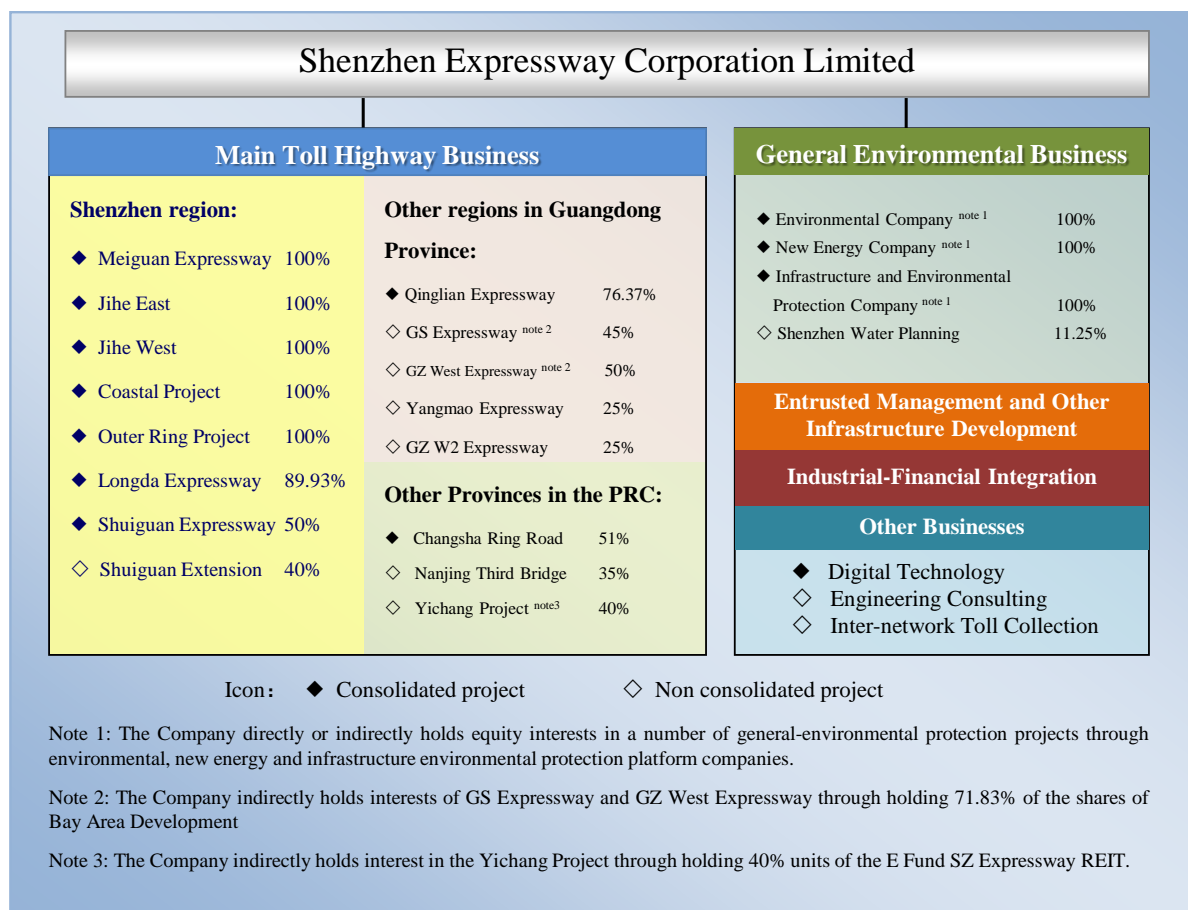 Shenzhen Expressway Corporation Limited
Main Toll Highway Business
Shenzhen region:
◆ Meiguan Expressway 100%
◆ Jihe East 100%
◆ Jihe West 100%
◆ Coastal Project 100%
◆ Outer Ring Project 100%
◆ Longda Expressway 89.93%
◆ Shuiguan Expressway 50%
◇ Shuiguan Extension 40%
Other regions in Guangdong
Province:
◆ Qinglian Expressway 76.37%
◇ GS Expressway note 2 45%
◇ GZ West Expressway note 2 50%
◇ Yangmao Expressway 25%
◇ GZ W2 Expressway 25%
Other Provinces in the PRC:
◆ Changsha Ring Road 51%
◇ Nanjing Third Bridge 35%
◇ Yichang Project note3 40%
General Environmental Business
◆ Environmental Company note 1 100%
◆ New Energy Company note 1 100%
◆ Infrastructure and Environmental
Protection Company note 1 100%
◇ Shenzhen Water Planning 11.25%
Entrusted Management and Other
Infrastructure Development
Industrial-Financial Integration
Other Businesses
◆ Digital Technology
◇ Engineering Consulting
◇ Inter-network Toll Collection
Icon： ◆ Consolidated project ◇ Non consolidated project
Note 1: The Company directly or indirectly holds equity interests in a number of general-environmental protection projects through
environmental, new energy and infrastructure environmental protection platform companies.
Note 2: The Company indirectly holds interests of GS Expressway and GZ West Expressway through holding 71.83% of the shares of
Bay Area Development
Note 3: The Company indirectly holds interest in the Yichang Project through holding 40% units of the E Fund SZ Expressway REIT.